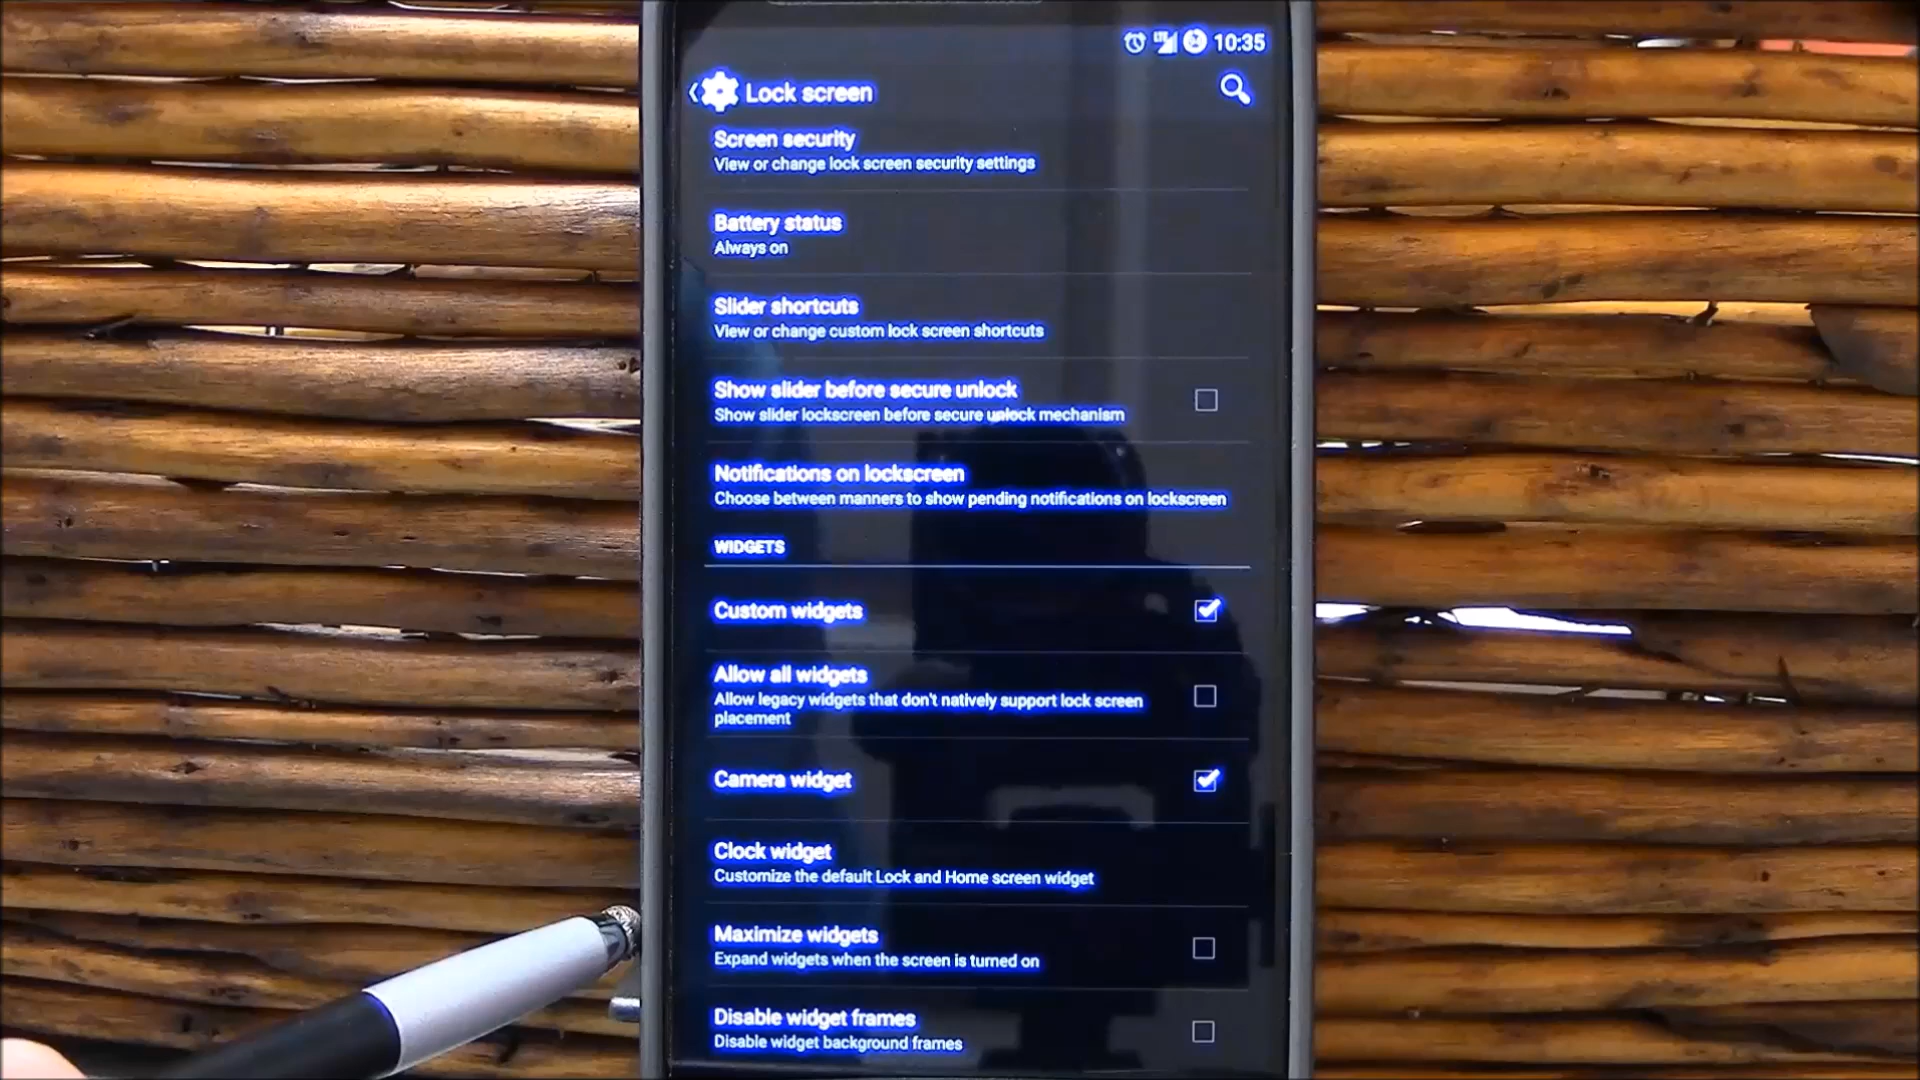 LTE 10:35
Lock screen
Screen security
View or change lock screen security settings
Battery status
Always on
Slider shortcuts
View or change custom lock screen shortcuts
Show slider before secure unlock
Show slider lockscreen before secure unlock mechanism
Notifications on lockscreen
Choose between manners to show pending notifications on lockscreen
WIDGETS
Custom widgets
Allow all widgets
Allow legacy widgets that don't natively support lock screen
placement
Camera widget
Clock widget
Customize the default Lock and Home screen widget
Maximize widgets
Expand widgets when the screen is turned on
Disable widget frames
Disable widget background frames